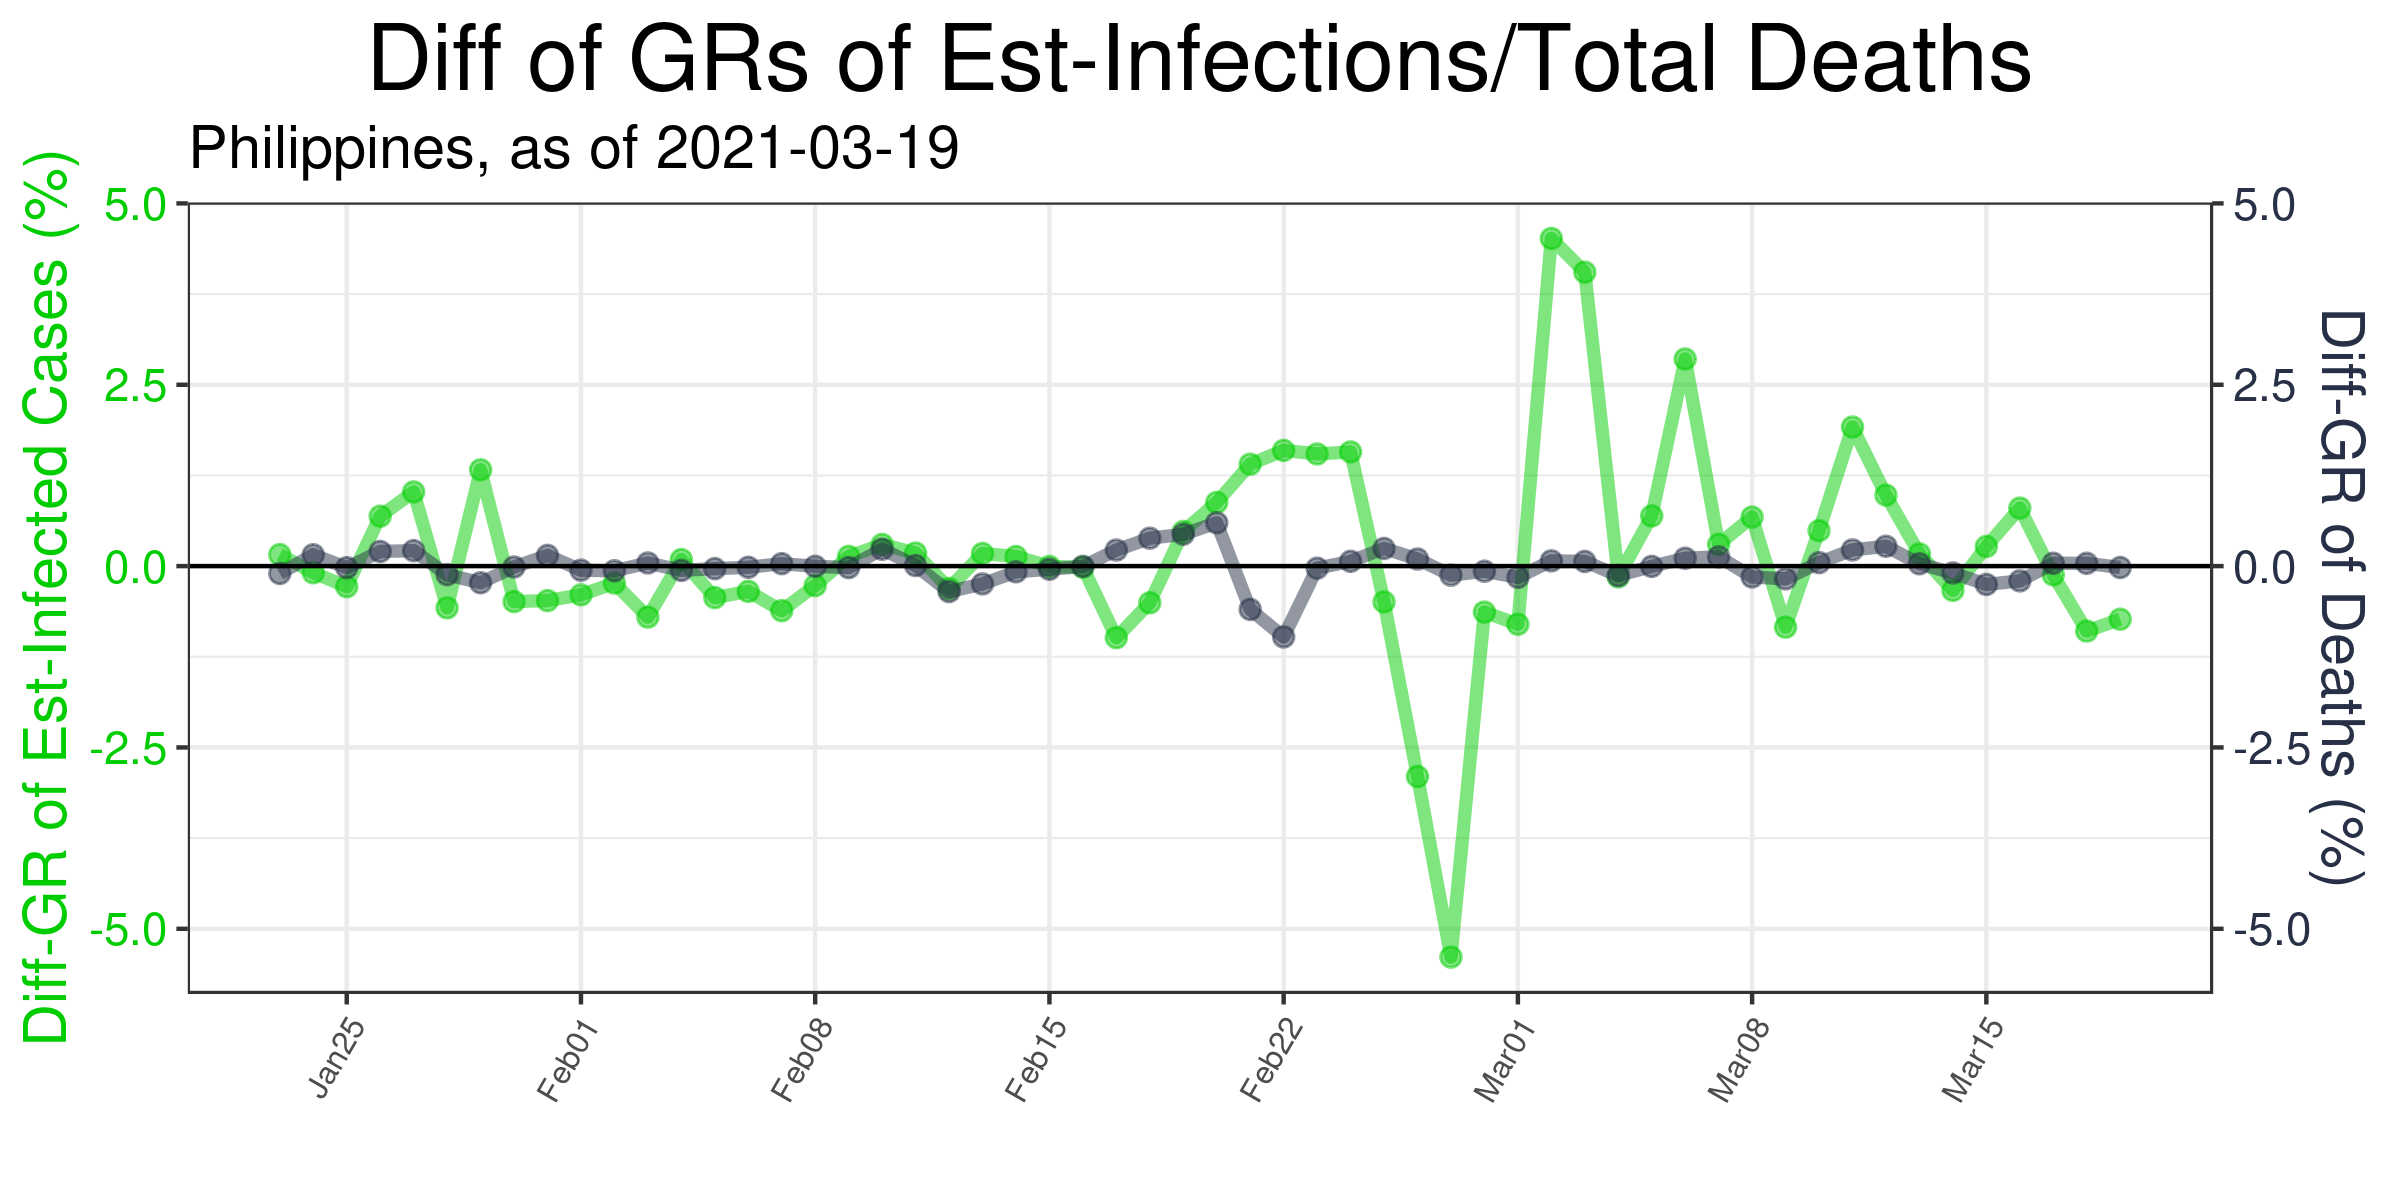 Diff of GRs of Est-Infections/Total Deaths
Philippines, as of 2021-03-19
Diff-GR of Est-Infected Cases (%)
5.0
2.5
0.0
-2.5
-5.0
5.0
2.5
0.0
-2.5
-5.0
Diff-GR of Deaths (%)
Jan25
Feb01
Feb08
Feb15
Feb22
Mar01
Mar08
Mar15